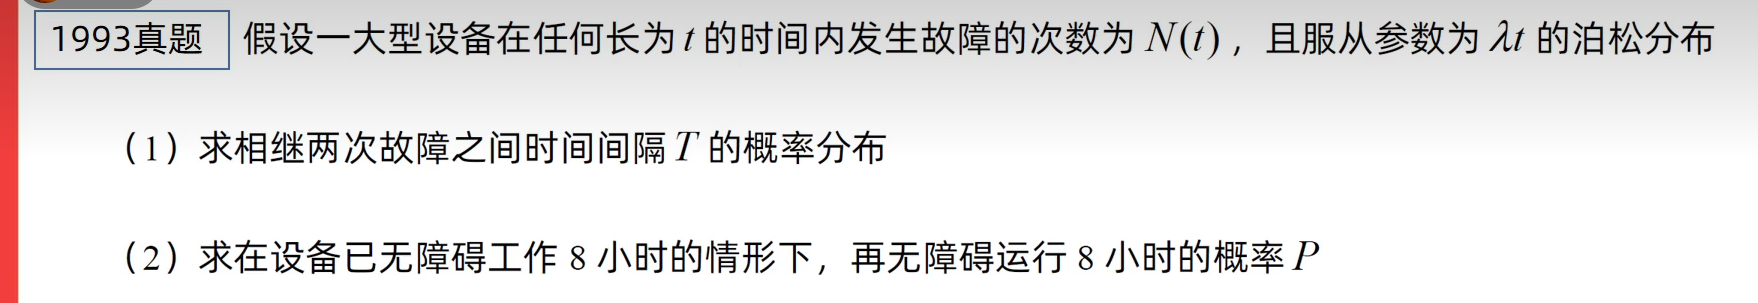 1993真题 假设一大型设备在任何长为 t 的时间内发生故障的次数为 N(t)，且服从参数为 λt 的泊松分布
（1）求相继两次故障之间时间间隔 T 的概率分布
（2）求在设备已无障碍工作 8 小时的情形下，再无障碍运行 8 小时的概率 P